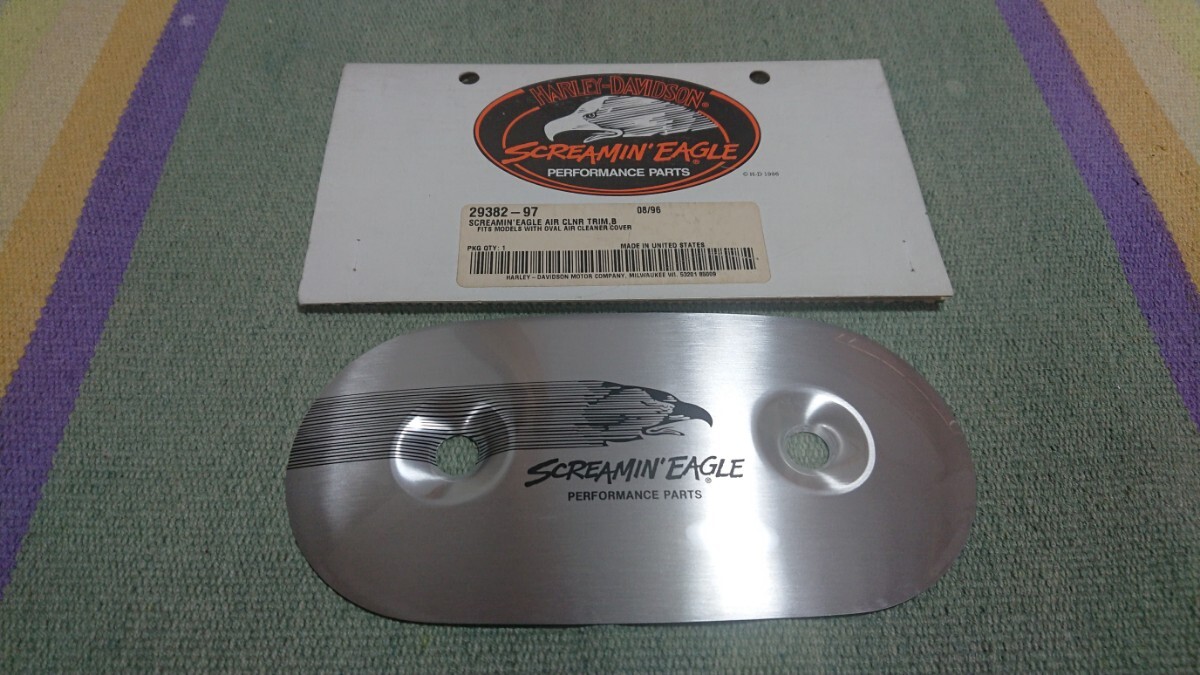 HARLEY-DAVIDSON®
SCREAMIN' EAGLE®
PERFORMANCE PARTS
© H-D 1996
29382-97 08/96
SCREAMIN'EAGLE AIR CLNR TRIM,B
FITS MODELS WITH OVAL AIR CLEANER COVER
PKG QTY: 1 MADE IN UNITED STATES
HARLEY-DAVIDSON MOTOR COMPANY, MILWAUKEE WI. 53201
SCREAMIN' EAGLE®
PERFORMANCE PARTS